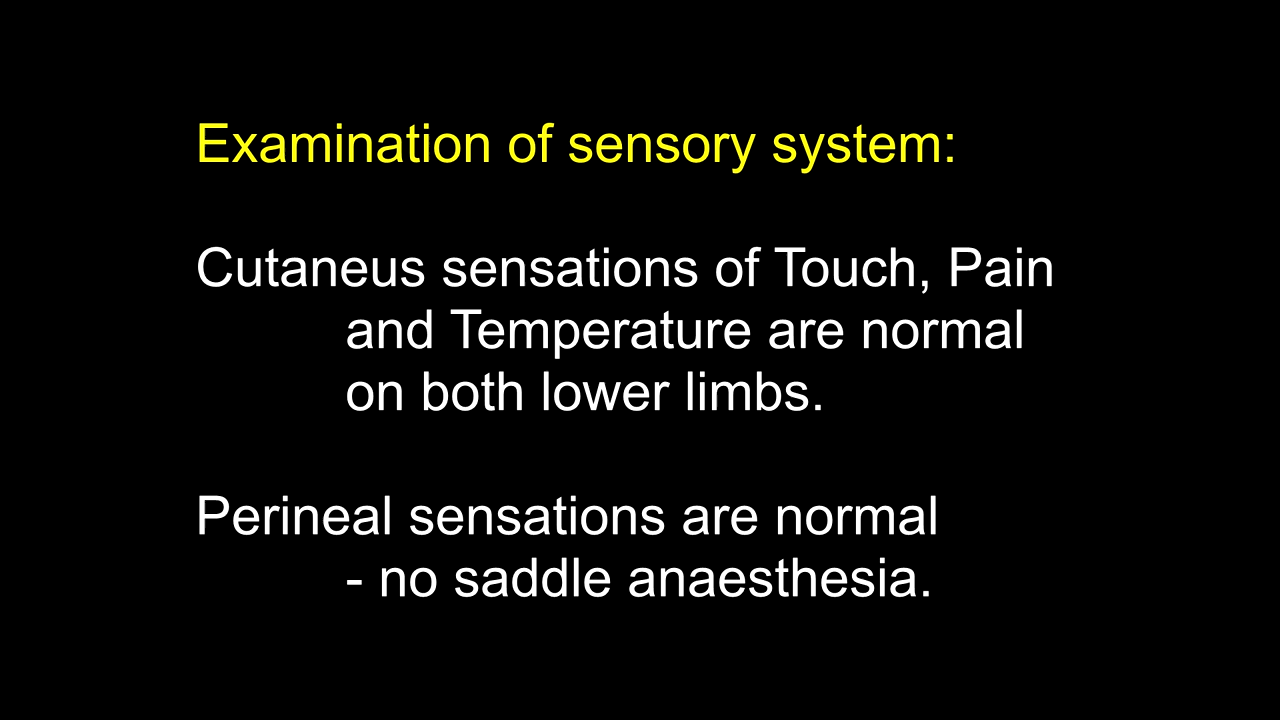 Examination of sensory system:
Cutaneus sensations of Touch, Pain
and Temperature are normal
on both lower limbs.
Perineal sensations are normal
- no saddle anaesthesia.